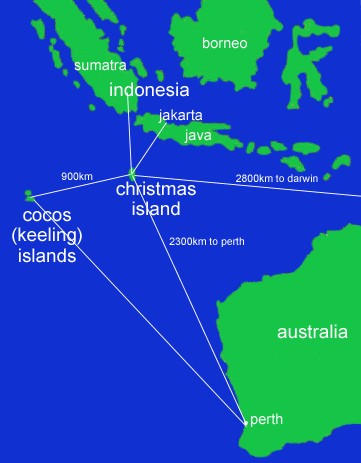 borneo
sumatra
indonesia
jakarta
java
900km
2800km to darwin
christmas
island
cocos
(keeling)
islands
2300km to perth
australia
perth